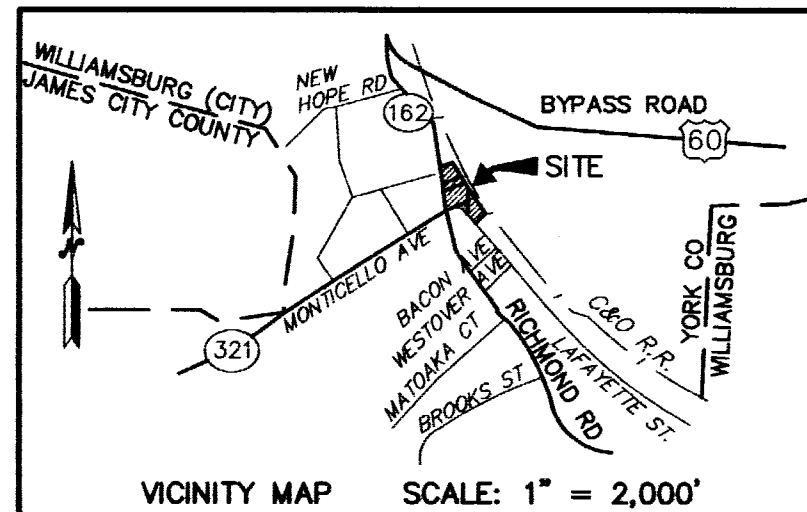 WILLIAMSBURG (CITY)
JAMES CITY COUNTY
NEW
HOPE RD
162
BYPASS ROAD
60
SITE
N
MONTICELLO AVE
321
BACON AVE
WESTOVER AVE
MATOAKA CT
BROOKS ST
RICHMOND RD
LAFAYETTE ST.
C&O R.R.
YORK CO
WILLIAMSBURG
VICINITY MAP SCALE: 1" = 2,000'